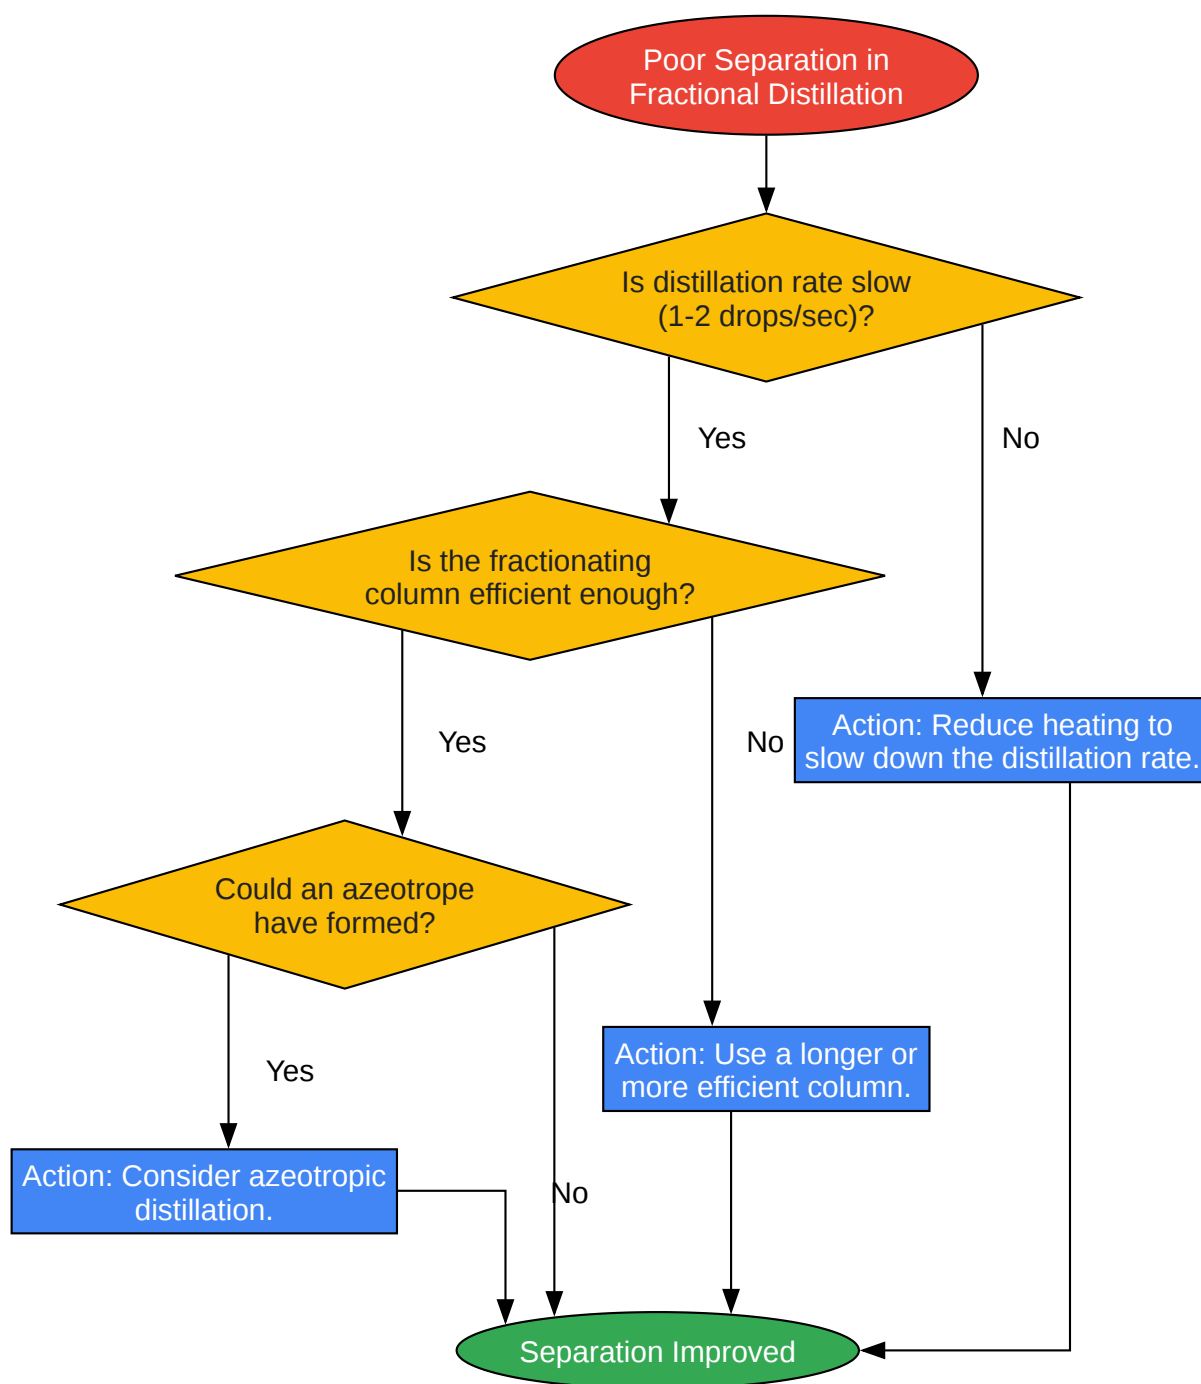 Poor Separation in
Fractional Distillation
Is distillation rate slow
(1-2 drops/sec)?
Yes
No
Is the fractionating
column efficient enough?
Yes
No
Action: Reduce heating to
slow down the distillation rate.
Could an azeotrope
have formed?
Yes
Action: Use a longer or
more efficient column.
Action: Consider azeotropic
distillation.
No
Separation Improved